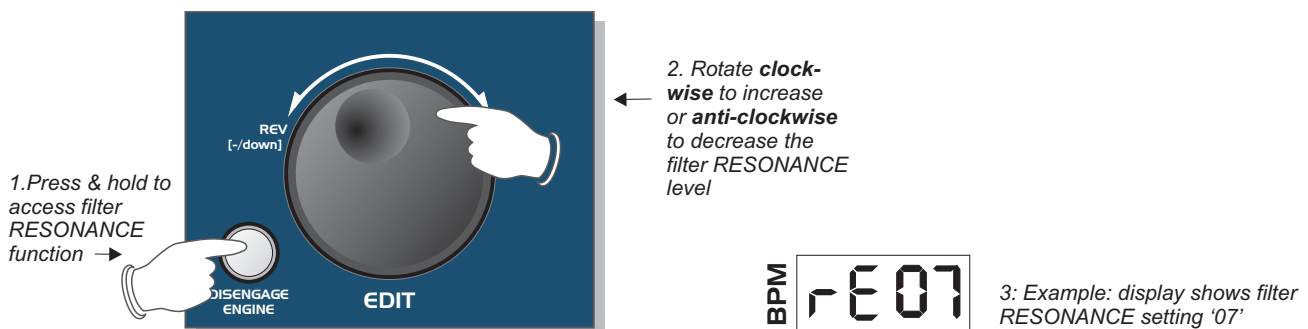 1.Press & hold to
access filter
RESONANCE
function
REV
[-/down]
DISENGAGE
ENGINE
EDIT
2. Rotate clock-
wise to increase
or anti-clockwise
to decrease the
filter RESONANCE
level
BPM
rE07
3: Example: display shows filter
RESONANCE setting ‘07’